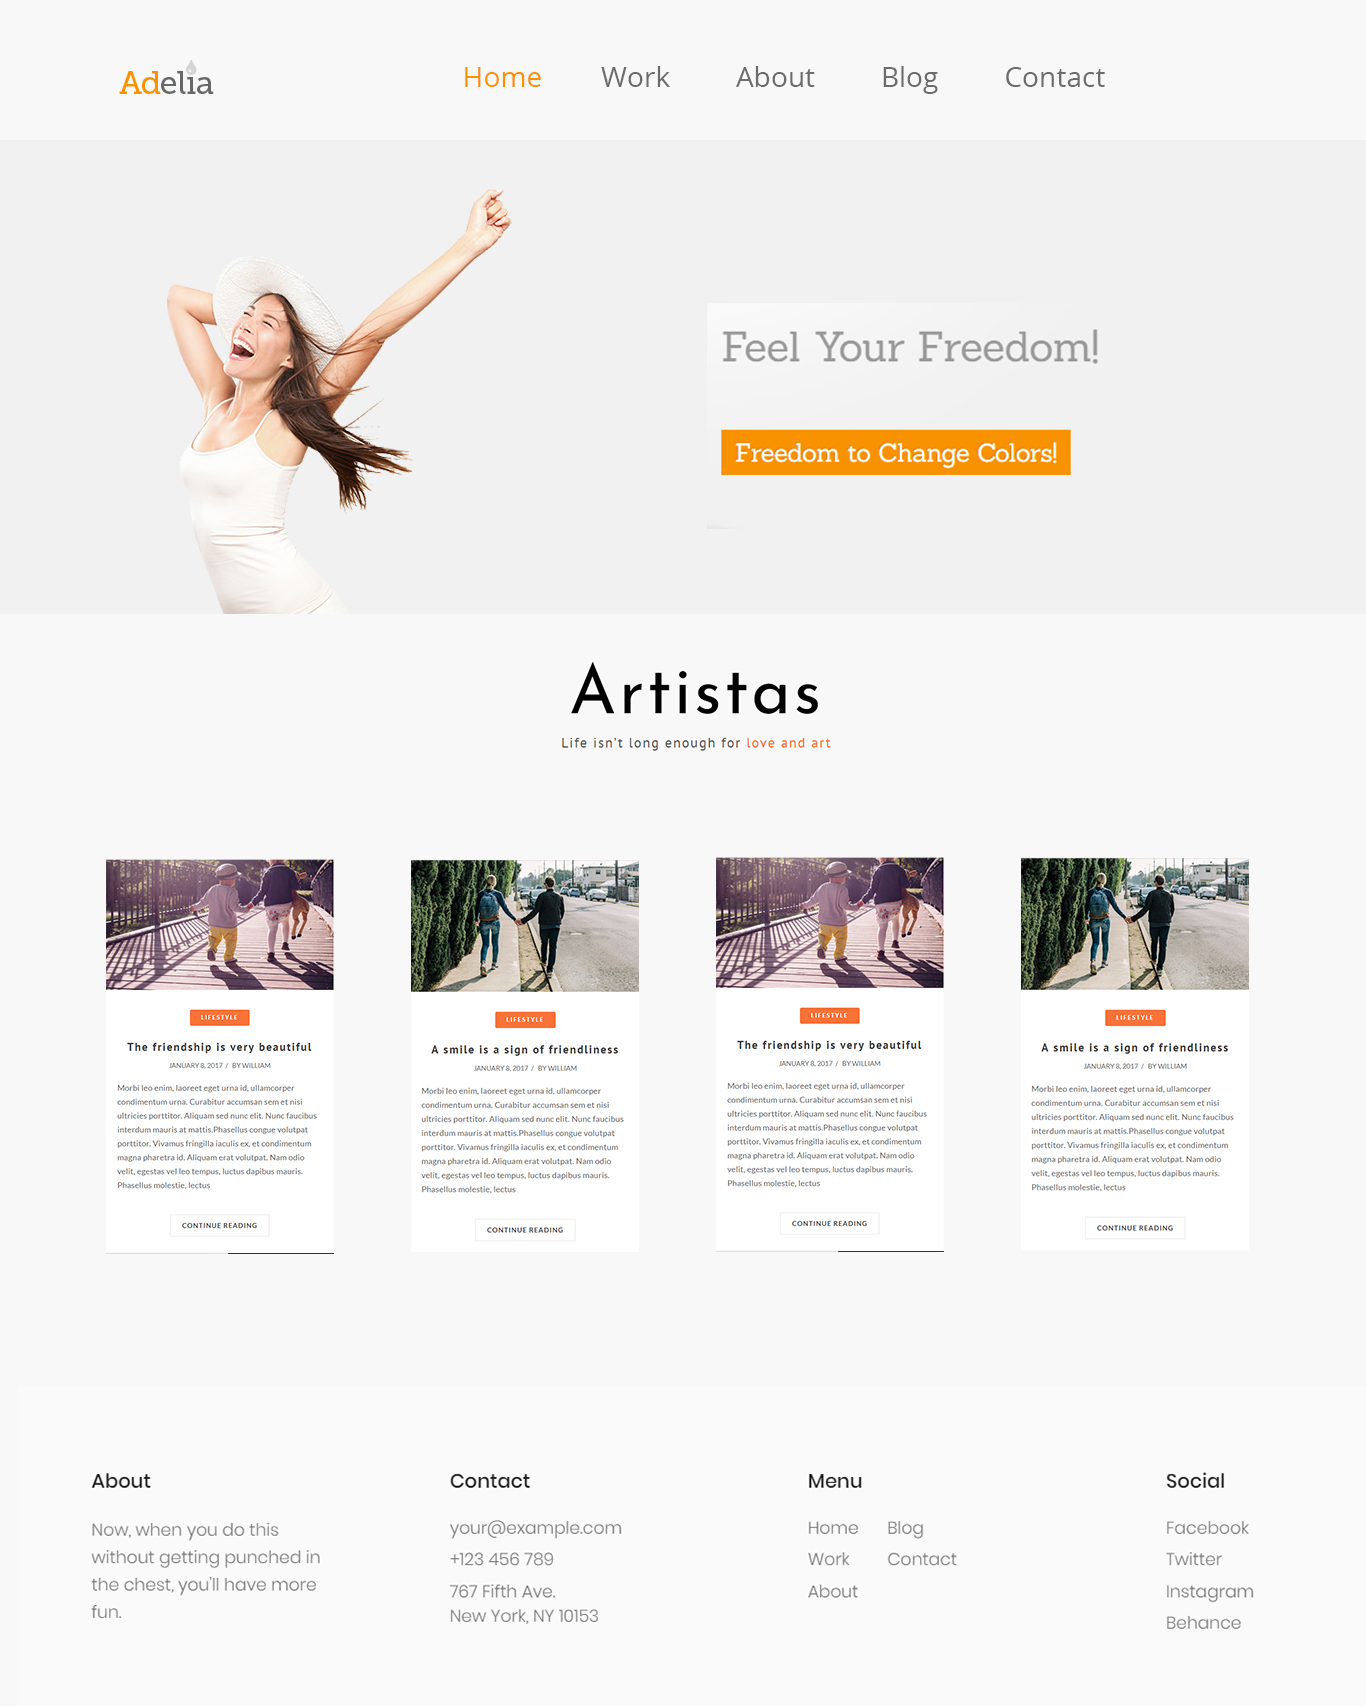 Adelia
Home Work About Blog Contact
Feel Your Freedom!
Freedom to Change Colors!
Artistas
Life isn't long enough for love and art
LIFESTYLE
The friendship is very beautiful
JANUARY 8, 2017 / BY WILLIAM
Morbi leo enim, laoreet eget urna id, ullamcorper
condimentum urna. Curabitur accumsan sem et nisi
ultricies porttitor. Aliquam sed nunc elit. Nunc faucibus
interdum mauris at mattis.Phasellus congue volutpat
porttitor. Vivamus fringilla iaculis ex, et condimentum
magna pharetra id. Aliquam erat volutpat. Nam odio
velit, egestas vel leo tempus, luctus dapibus mauris.
Phasellus molestie, lectus
CONTINUE READING
LIFESTYLE
A smile is a sign of friendliness
JANUARY 8, 2017 / BY WILLIAM
Morbi leo enim, laoreet eget urna id, ullamcorper
condimentum urna. Curabitur accumsan sem et nisi
ultricies porttitor. Aliquam sed nunc elit. Nunc faucibus
interdum mauris at mattis.Phasellus congue volutpat
porttitor. Vivamus fringilla iaculis ex, et condimentum
magna pharetra id. Aliquam erat volutpat. Nam odio
velit, egestas vel leo tempus, luctus dapibus mauris.
Phasellus molestie, lectus
CONTINUE READING
LIFESTYLE
The friendship is very beautiful
JANUARY 8, 2017 / BY WILLIAM
Morbi leo enim, laoreet eget urna id, ullamcorper
condimentum urna. Curabitur accumsan sem et nisi
ultricies porttitor. Aliquam sed nunc elit. Nunc faucibus
interdum mauris at mattis.Phasellus congue volutpat
porttitor. Vivamus fringilla iaculis ex, et condimentum
magna pharetra id. Aliquam erat volutpat. Nam odio
velit, egestas vel leo tempus, luctus dapibus mauris.
Phasellus molestie, lectus
CONTINUE READING
LIFESTYLE
A smile is a sign of friendliness
JANUARY 8, 2017 / BY WILLIAM
Morbi leo enim, laoreet eget urna id, ullamcorper
condimentum urna. Curabitur accumsan sem et nisi
ultricies porttitor. Aliquam sed nunc elit. Nunc faucibus
interdum mauris at mattis.Phasellus congue volutpat
porttitor. Vivamus fringilla iaculis ex, et condimentum
magna pharetra id. Aliquam erat volutpat. Nam odio
velit, egestas vel leo tempus, luctus dapibus mauris.
Phasellus molestie, lectus
CONTINUE READING
About
Now, when you do this
without getting punched in
the chest, you'll have more
fun.
Contact
your@example.com
+123 456 789
767 Fifth Ave.
New York, NY 10153
Menu
Home Blog
Work Contact
About
Social
Facebook
Twitter
Instagram
Behance